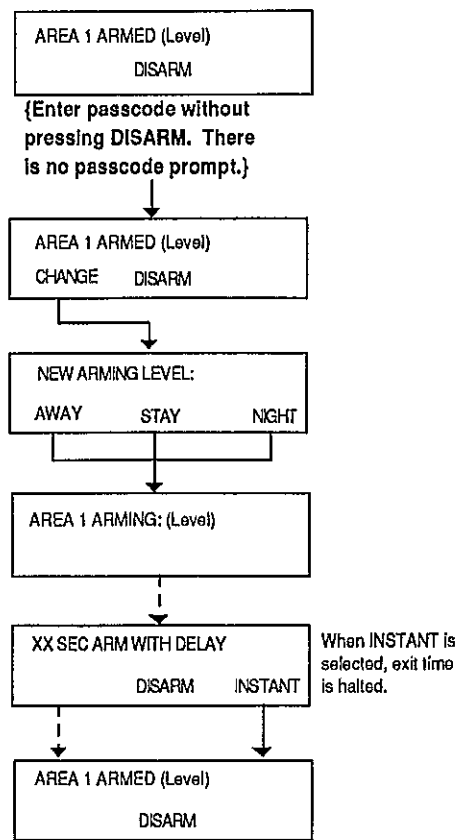 AREA 1 ARMED (Level)
DISARM
{Enter passcode without
pressing DISARM. There
is no passcode prompt.}
AREA 1 ARMED (Level)
CHANGE DISARM
NEW ARMING LEVEL:
AWAY STAY NIGHT
AREA 1 ARMING: (Level)
XX SEC ARM WITH DELAY
DISARM INSTANT
When INSTANT is
selected, exit time
is halted.
AREA 1 ARMED (Level)
DISARM